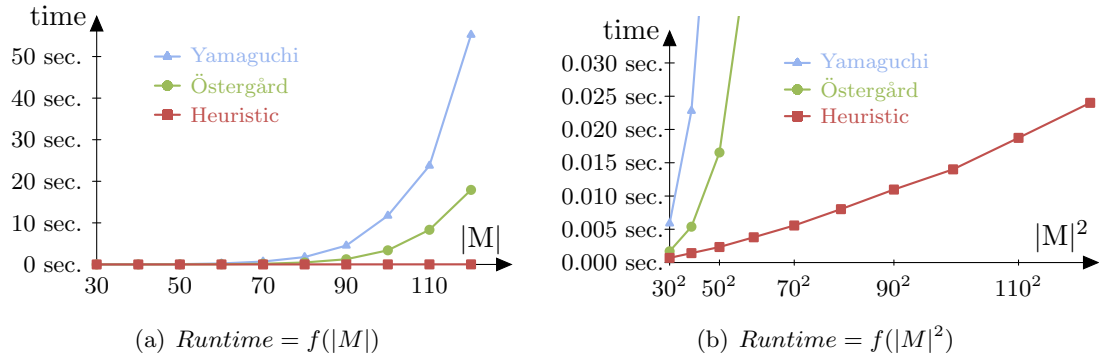 time
50 sec.
40 sec.
30 sec.
20 sec.
10 sec.
0 sec.
Yamaguchi
Östergård
Heuristic
|M|
30 50 70 90 110
(a) Runtime = f(|M|)
time
0.030 sec.
0.025 sec.
0.020 sec.
0.015 sec.
0.010 sec.
0.005 sec.
0.000 sec.
Yamaguchi
Östergård
Heuristic
|M|²
30² 50² 70² 90² 110²
(b) Runtime = f(|M|²)